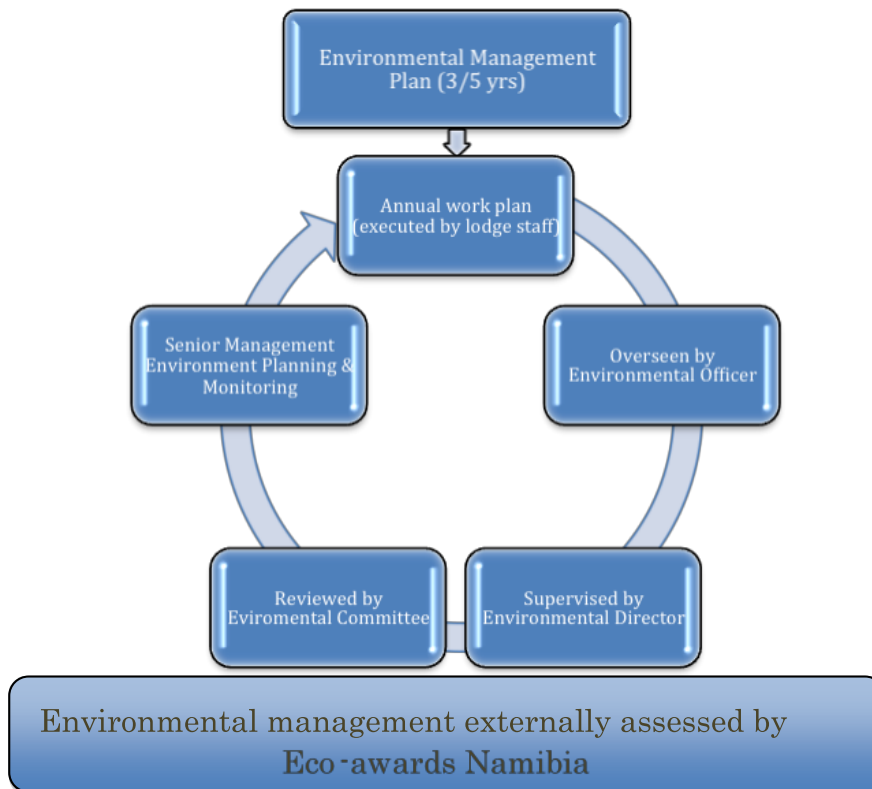 Environmental Management
Plan (3/5 yrs)
Annual work plan
(executed by lodge staff)
Overseen by
Environmental Officer
Supervised by
Environmental Director
Reviewed by
Eviromental Committee
Senior Management
Environment Planning &
Monitoring
Environmental management externally assessed by
Eco-awards Namibia